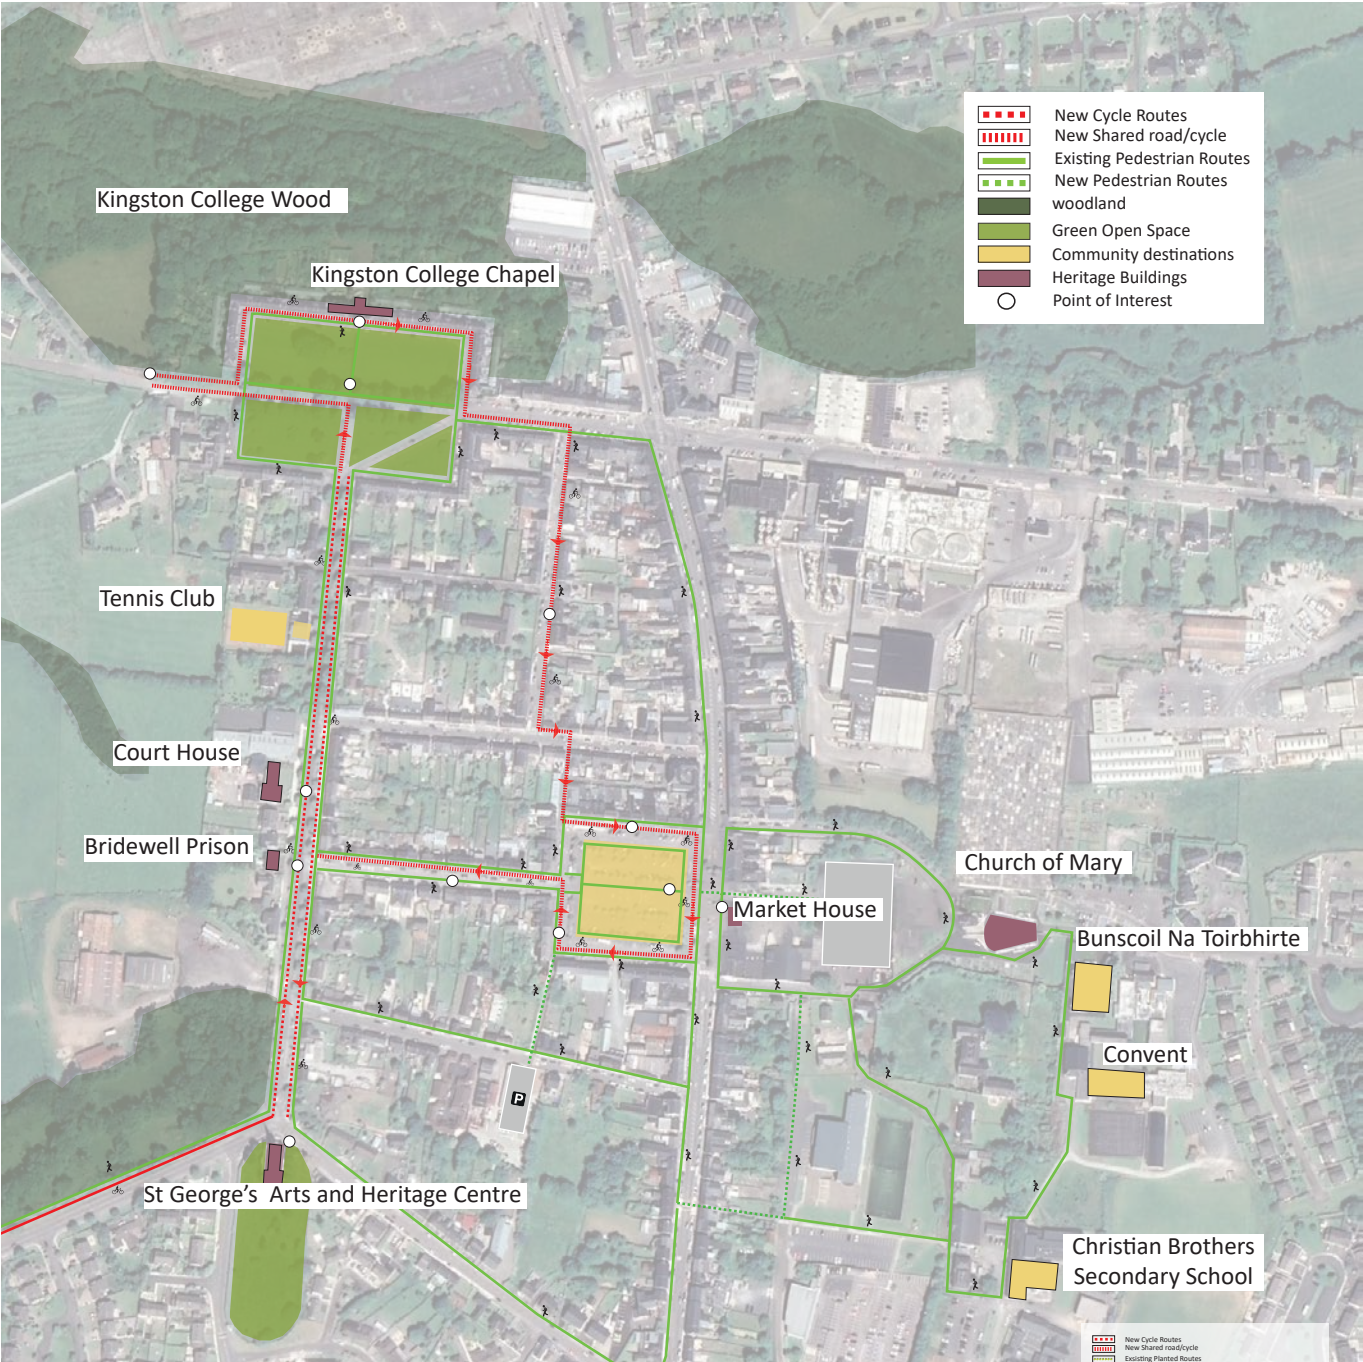 New Cycle Routes
New Shared road/cycle
Existing Pedestrian Routes
New Pedestrian Routes
woodland
Green Open Space
Community destinations
Heritage Buildings
Point of Interest
Kingston College Wood
Kingston College Chapel
Tennis Club
Court House
Bridewell Prison
Church of Mary
Market House
Bunscoil Na Toirbhirte
Convent
P
St George's Arts and Heritage Centre
Christian Brothers
Secondary School
New Cycle Routes
New Shared road/cycle
Exsisting Planted Routes